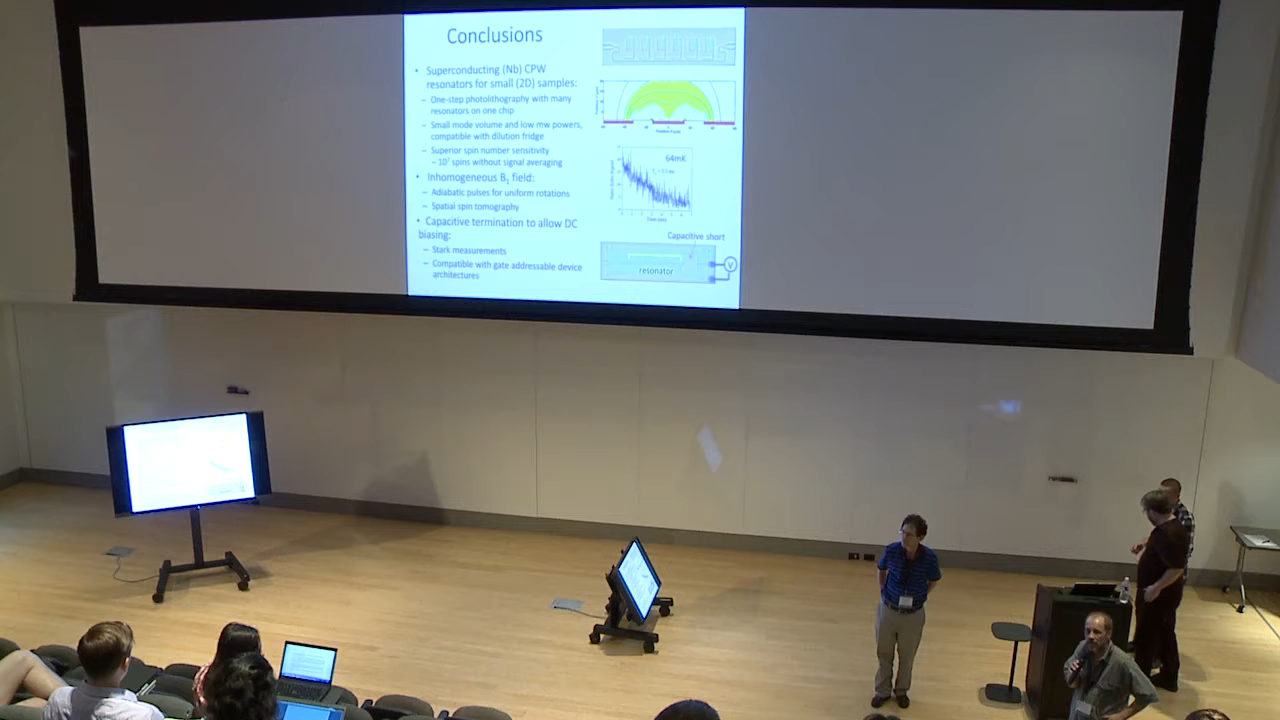 Conclusions
• Superconducting (Nb) CPW
resonators for small (2D) samples:
– One-step photolithography with many
resonators on one chip
– Small mode volume and low mw powers,
compatible with dilution fridge
– Superior spin number sensitivity
~ 10⁷ spins without signal averaging
• Inhomogeneous B₁ field:
– Adiabatic pulses for uniform rotations
– Spatial spin tomography
• Capacitive termination to allow DC
biasing:
– Stark measurements
– Compatible with gate addressable device
architectures
64mK
Capacitive short
resonator
V